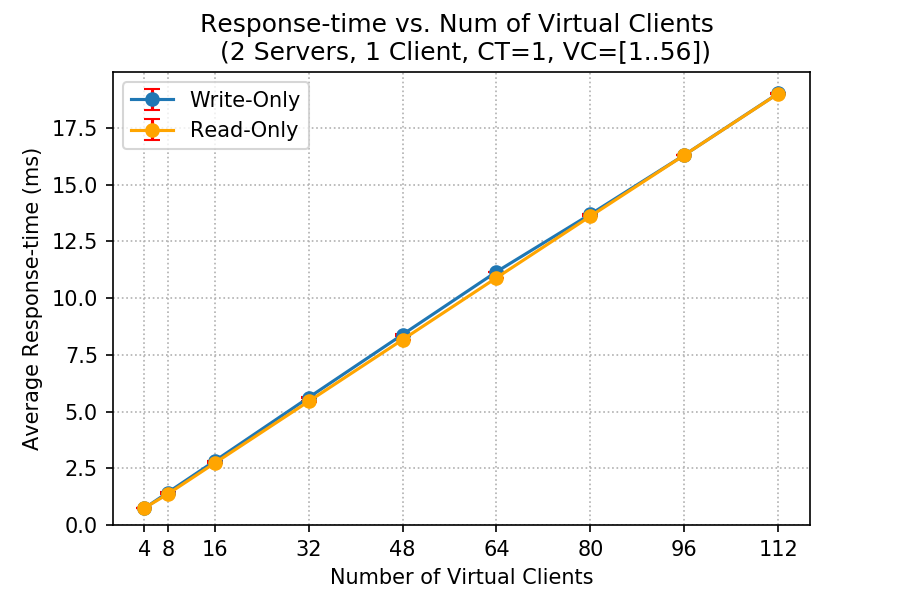 Response-time vs. Num of Virtual Clients
(2 Servers, 1 Client, CT=1, VC=[1..56])
Write-Only
Read-Only
Average Response-time (ms)
17.5
15.0
12.5
10.0
7.5
5.0
2.5
0.0
4 8 16 32 48 64 80 96 112
Number of Virtual Clients